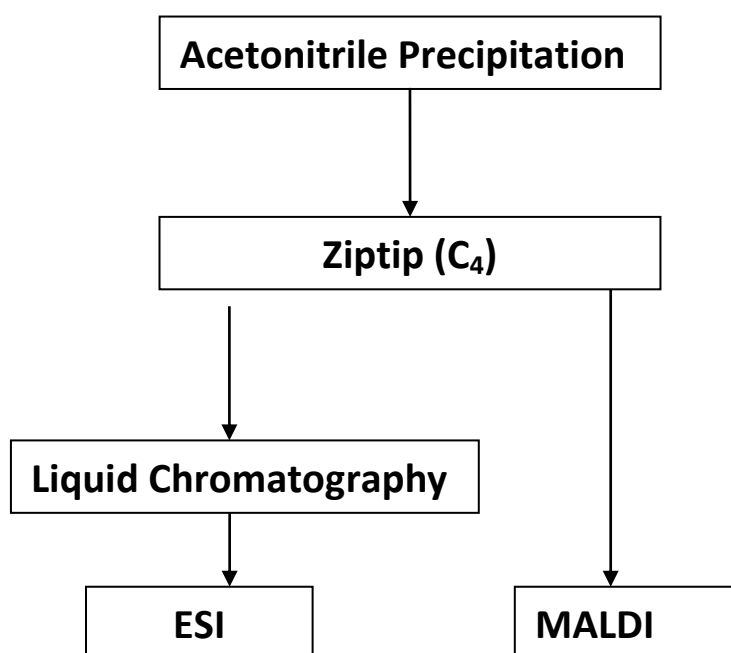 Acetonitrile Precipitation
Ziptip (C₄)
Liquid Chromatography
ESI
MALDI